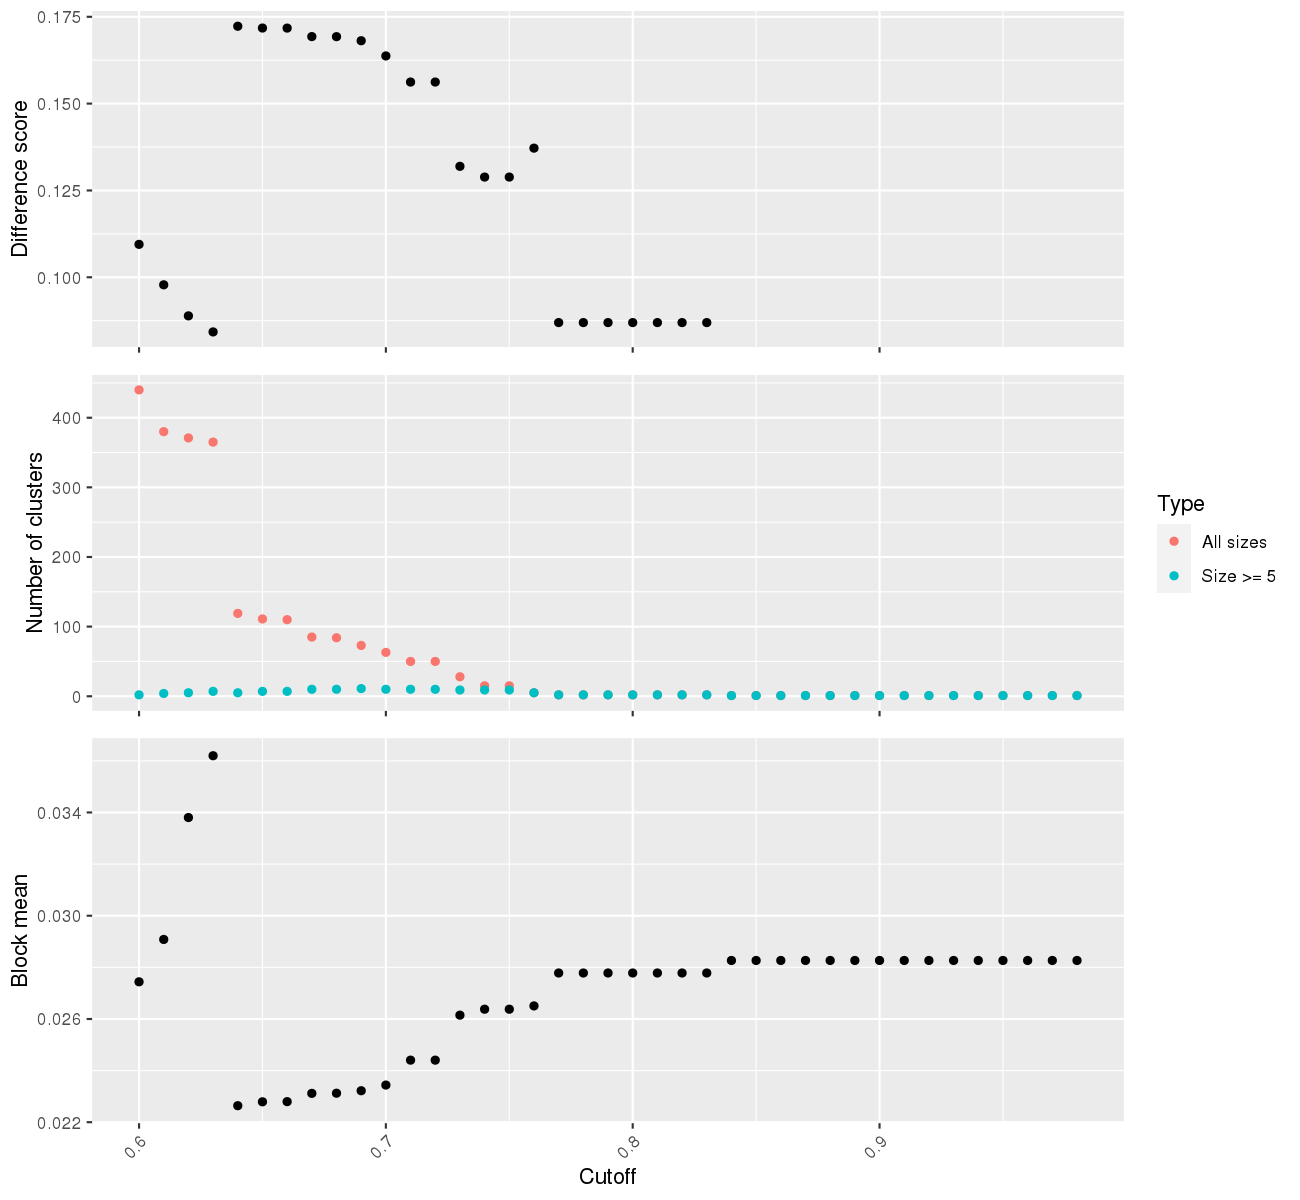 Difference score
0.175
0.150
0.125
0.100
Number of clusters
400
300
200
100
0
Type
All sizes
Size >= 5
Block mean
0.034
0.030
0.026
0.022
0.6
0.7
0.8
0.9
Cutoff